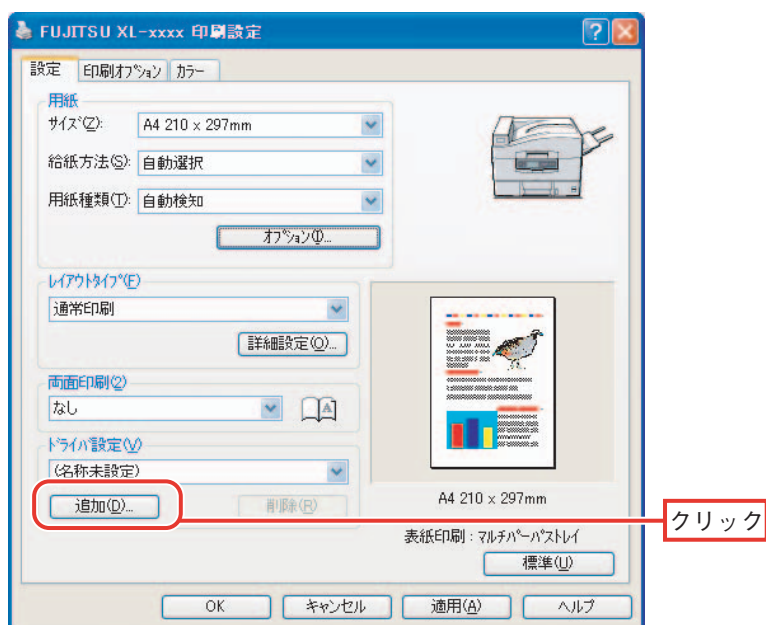 FUJITSU XL-xxxx 印刷設定
設定 印刷ｵﾌﾟｼｮﾝ ｶﾗｰ
用紙
ｻｲｽﾞ(Z): A4 210 x 297mm
給紙方法(S): 自動選択
用紙種類(T): 自動検知
ｵﾌﾟｼｮﾝ(I)...
ﾚｲｱｳﾄﾀｲﾌﾟ(F)
通常印刷
詳細設定(O)...
両面印刷(2)
なし
A
ﾄﾞﾗｲﾊﾞ設定(V)
(名称未設定)
追加(D)... 削除(R)
A4 210 x 297mm
クリック
表紙印刷 : ﾏﾙﾁﾊﾟｰﾊﾟｽﾄﾚｲ
標準(U)
OK キャンセル 適用(A) ヘルプ